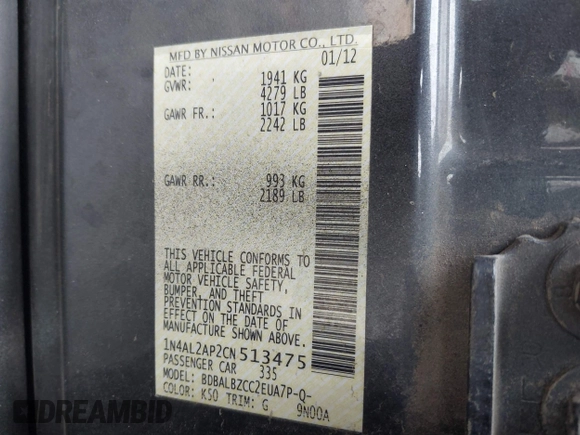 MFD BY NISSAN MOTOR CO., LTD.
DATE: 01/12
GVWR: 1941 KG
4279 LB
GAWR FR.: 1017 KG
2242 LB
GAWR RR.: 993 KG
2189 LB
THIS VEHICLE CONFORMS TO
ALL APPLICABLE FEDERAL
MOTOR VEHICLE SAFETY,
BUMPER, AND THEFT
PREVENTION STANDARDS IN
EFFECT ON THE DATE OF
MANUFACTURE SHOWN ABOVE.
1N4AL2AP2CN 513475
PASSENGER CAR 335
MODEL: BDBALBZCC2EUA7P-Q-
COLOR: K50 TRIM: G 9N00A
DREAMBID